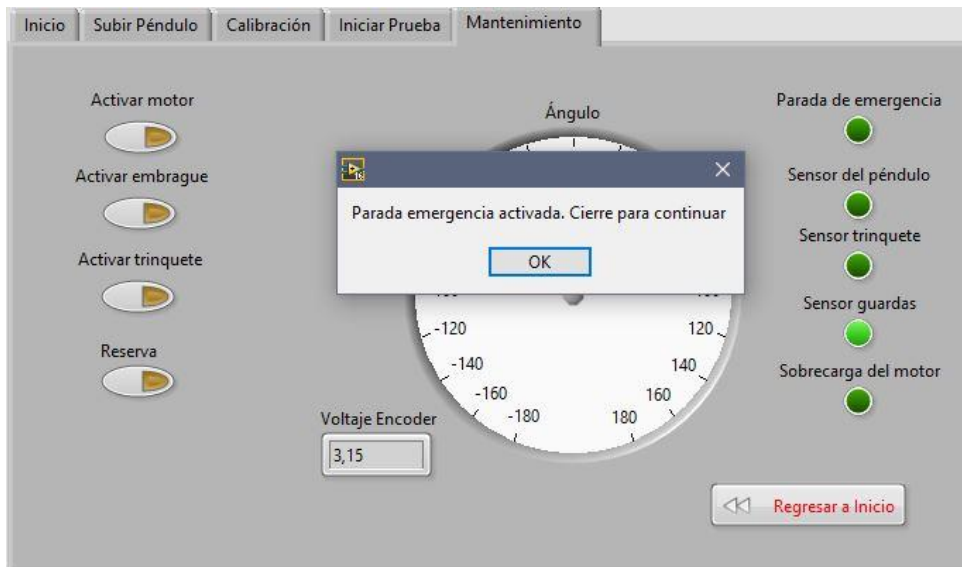 Inicio
Subir Péndulo
Calibración
Iniciar Prueba
Mantenimiento
Activar motor
Activar embrague
Activar trinquete
Reserva
Ángulo
Parada emergencia activada. Cierre para continuar
OK
-120
120
-140
140
-160
160
-180
180
Voltaje Encoder
3,15
Parada de emergencia
Sensor del péndulo
Sensor trinquete
Sensor guardas
Sobrecarga del motor
Regresar a Inicio